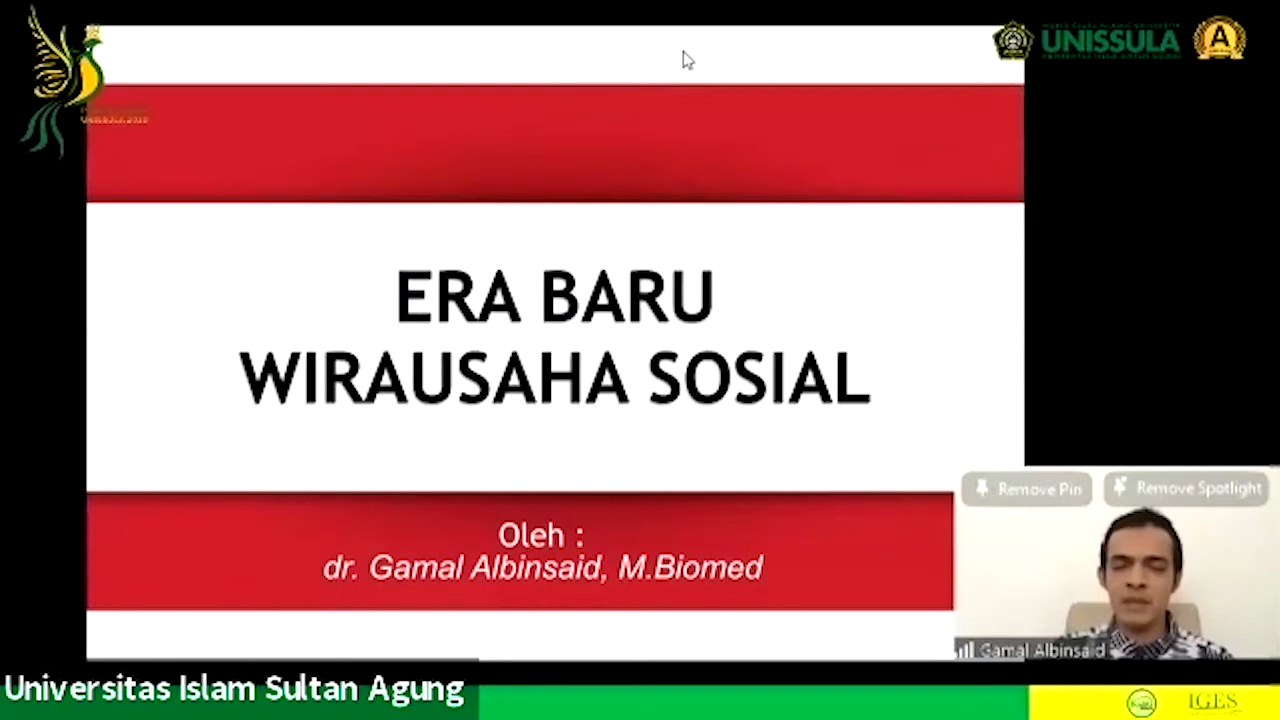 UNISSULA
A
ERA BARU
WIRAUSAHA SOSIAL
Oleh :
dr. Gamal Albinsaid, M.Biomed
Remove Pin
Remove Spotlight
Gamal Albinsaid
Universitas Islam Sultan Agung
IGES